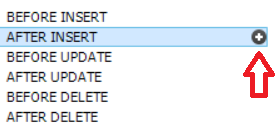 BEFORE INSERT
AFTER INSERT
BEFORE UPDATE
AFTER UPDATE
BEFORE DELETE
AFTER DELETE